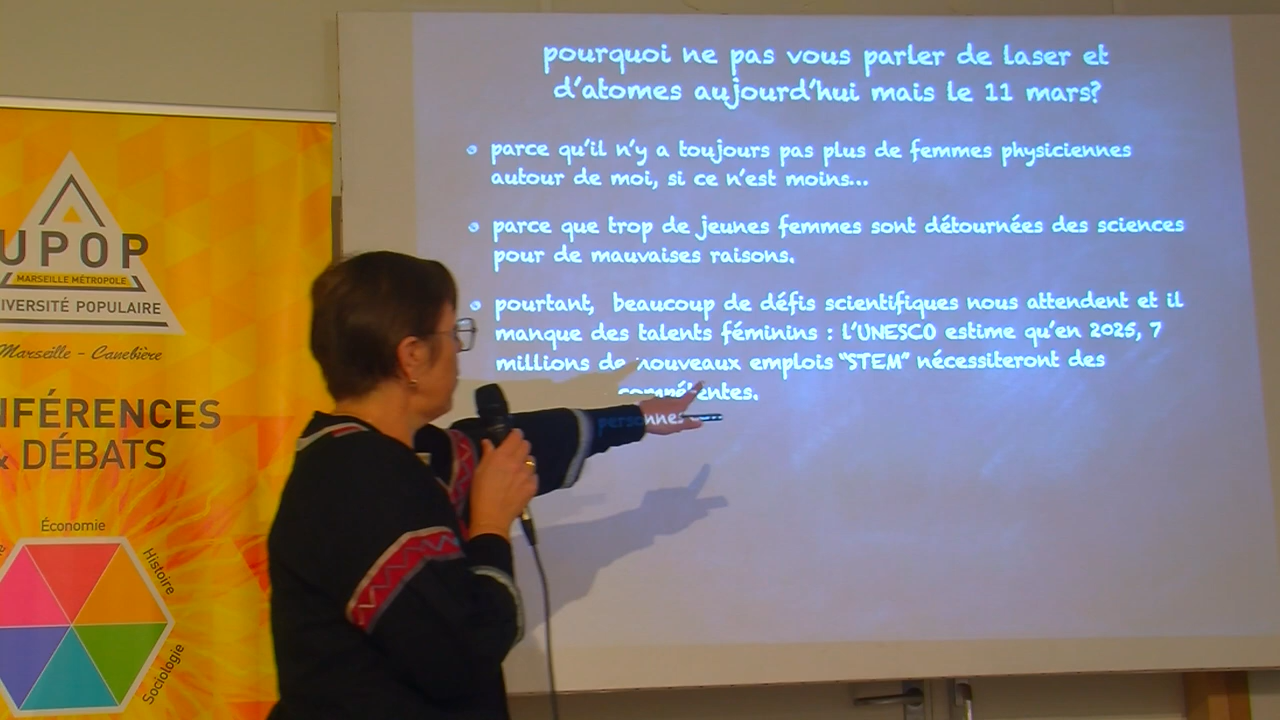 pourquoi ne pas vous parler de laser et
d'atomes aujourd'hui mais le 11 mars?
parce qu'il n'y a toujours pas plus de femmes physiciennes
autour de moi, si ce n'est moins...
parce que trop de jeunes femmes sont détournées des sciences
pour de mauvaises raisons.
pourtant, beaucoup de défis scientifiques nous attendent et il
manque des talents féminins : l'UNESCO estime qu'en 2025, 7
millions de nouveaux emplois "STEM" nécessiteront des
personnes compétentes.
UPOP
MARSEILLE MÉTROPOLE
IVERSITÉ POPULAIRE
Marseille - Canebière
NFÉRENCES
& DÉBATS
Économie
Histoire
Sociologie